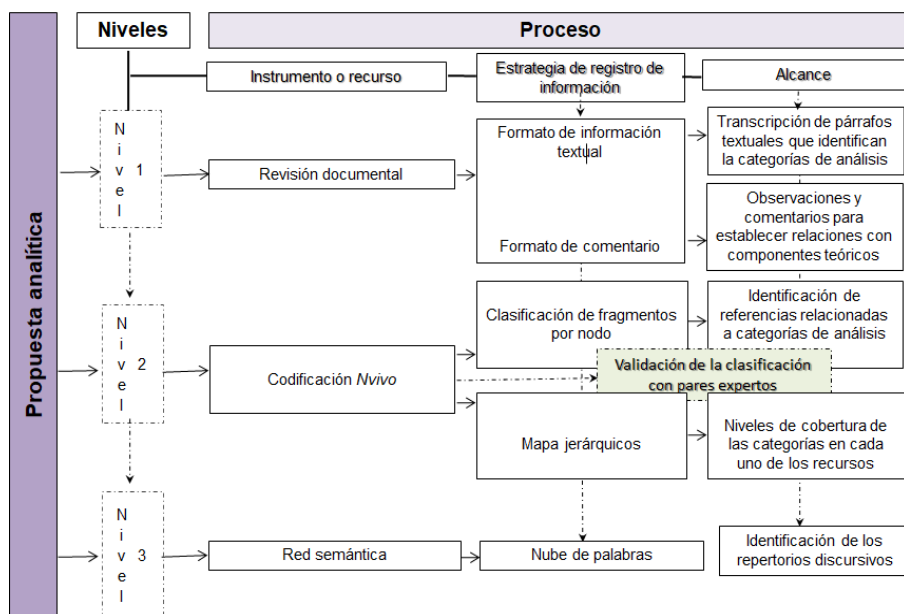 Niveles
Proceso
Instrumento o recurso
Estrategia de registro de
información
Alcance
Propuesta analítica
Nivel 1
Revisión documental
Formato de información
textual
Formato de comentario
Transcripción de párrafos
textuales que identifican
la categorías de análisis
Observaciones y
comentarios para
establecer relaciones con
componentes teóricos
Nivel 2
Codificación Nvivo
Clasificación de fragmentos
por nodo
Identificación de
referencias relacionadas
a categorías de análisis
Validación de la clasificación
con pares expertos
Mapa jerárquicos
Niveles de cobertura de
las categorías en cada
uno de los recursos
Nivel 3
Red semántica
Nube de palabras
Identificación de los
repertorios discursivos